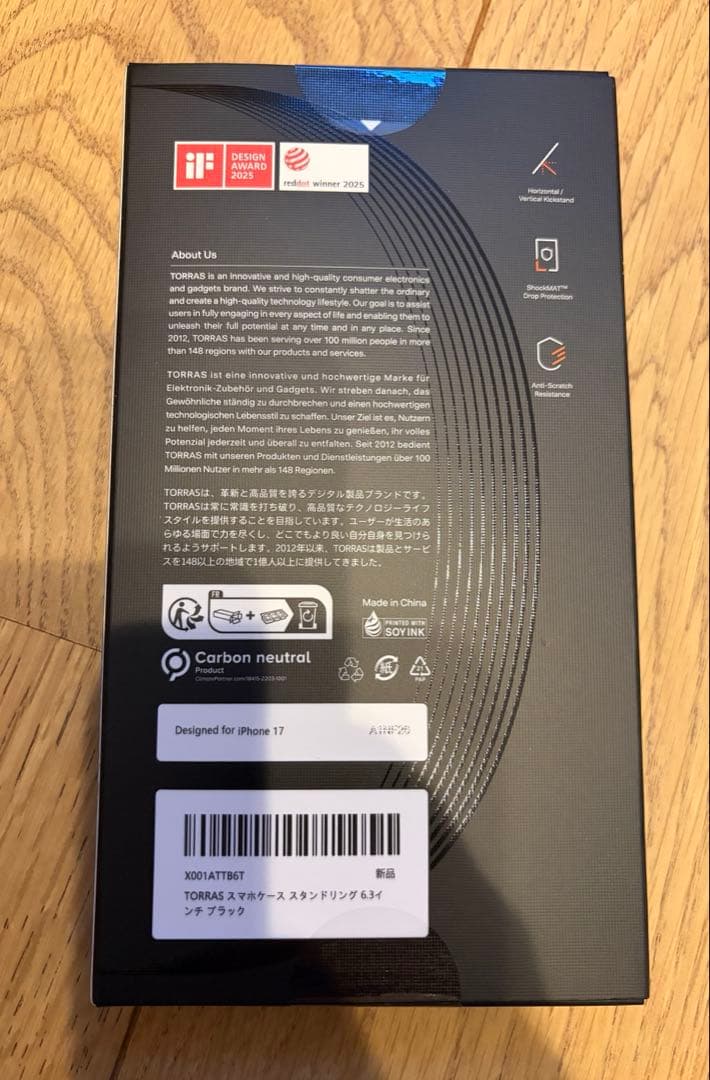 iF
DESIGN
AWARD
2025
reddot winner 2025
Horizontal /
Vertical Kickstand
ShockMAT™
Drop Protection
Anti-Scratch
Resistance
About Us
TORRAS is an innovative and high-quality consumer electronics
and gadgets brand. We strive to constantly shatter the ordinary
and create a high-quality technology lifestyle. Our goal is to assist
users in fully engaging in every aspect of life and enabling them to
unleash their full potential at any time and in any place. Since
2012, TORRAS has been serving over 100 million people in more
than 148 regions with our products and services.
TORRAS ist eine innovative und hochwertige Marke für
Elektronik-Zubehör und Gadgets. Wir streben danach, das
Gewöhnliche ständig zu durchbrechen und einen hochwertigen
technologischen Lebensstil zu schaffen. Unser Ziel ist es, Nutzern
zu helfen, jeden Moment ihres Lebens zu genießen, ihr volles
Potenzial jederzeit und überall zu entfalten. Seit 2012 bedient
TORRAS mit unseren Produkten und Dienstleistungen über 100
Millionen Nutzer in mehr als 148 Regionen.
TORRASは、革新と高品質を誇るデジタル製品ブランドです。
TORRASは常に常識を打ち破り、高品質なテクノロジーライフ
スタイルを提供することを目指しています。ユーザーが生活のあ
らゆる場面で力を尽くし、どこでもより良い自分自身を見つけら
れるようサポートします。2012年以来、TORRASは製品とサービ
スを148以上の地域で1億人以上に提供してきました。
FR
Made in China
PRINTED WITH
SOY INK
Carbon neutral
Product
ClimatePartner.com/18415-2203-1001
紙
21
PAP
Designed for iPhone 17
A1NF26
X001ATTB6T
新品
TORRAS スマホケース スタンドリング 6.3イ
ンチ ブラック